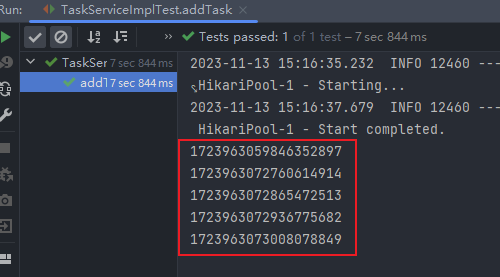 Run: TaskServiceImplTest.addTask ×
» Tests passed: 1 of 1 test – 7 sec 844 ms
TaskSer 7 sec 844 ms
addT 7 sec 844 ms
2023-11-13 15:16:35.232  INFO 12460 ---
HikariPool-1 - Starting...
2023-11-13 15:16:37.679  INFO 12460 ---
HikariPool-1 - Start completed.
1723963059846352897
1723963072760614914
1723963072865472513
1723963072936775682
1723963073008078849